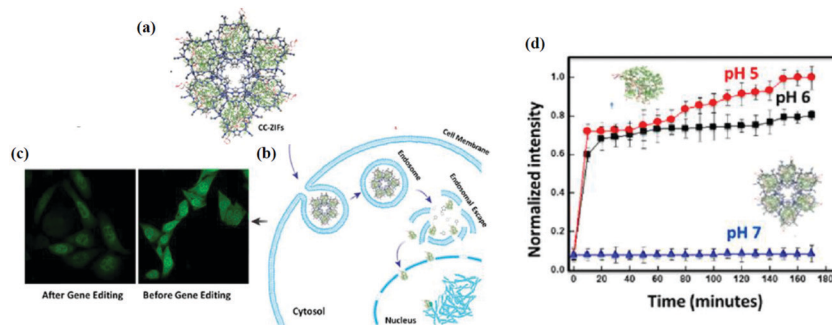 (a)
CC-ZIFs
(c)
After Gene Editing
Before Gene Editing
(b)
Cell Membrane
Endosome
Endosomal Escape
Cytosol
Nucleus
(d)
Normalized intensity
1.0
0.8
0.6
0.4
0.2
0.0
pH 5
pH 6
pH 7
0 20 40 60 80 100 120 140 160 180
Time (minutes)